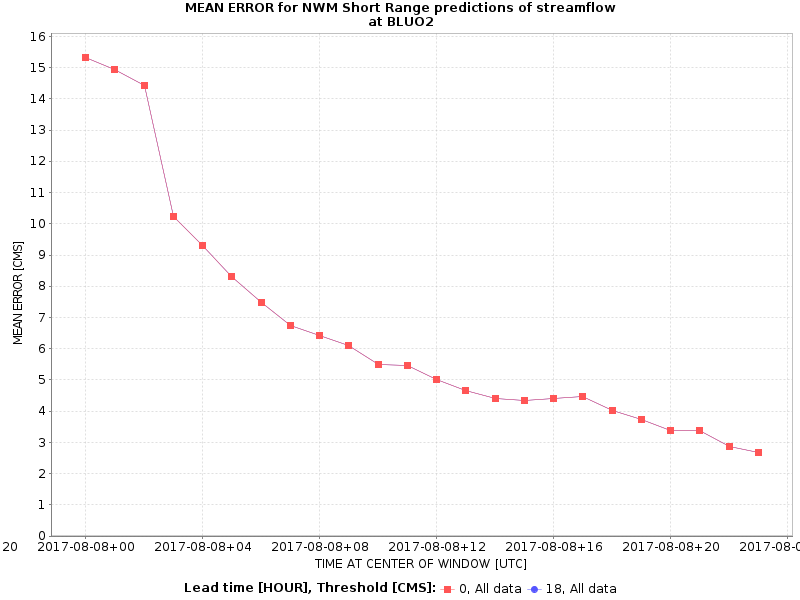 MEAN ERROR for NWM Short Range predictions of streamflow
at BLUO2
16
15
14
13
12
11
10
9
8
7
6
5
4
3
2
1
0
MEAN ERROR [CMS]
20 2017-08-08+00 2017-08-08+04 2017-08-08+08 2017-08-08+12 2017-08-08+16 2017-08-08+20 2017-08-0
TIME AT CENTER OF WINDOW [UTC]
Lead time [HOUR], Threshold [CMS]: 0, All data 18, All data